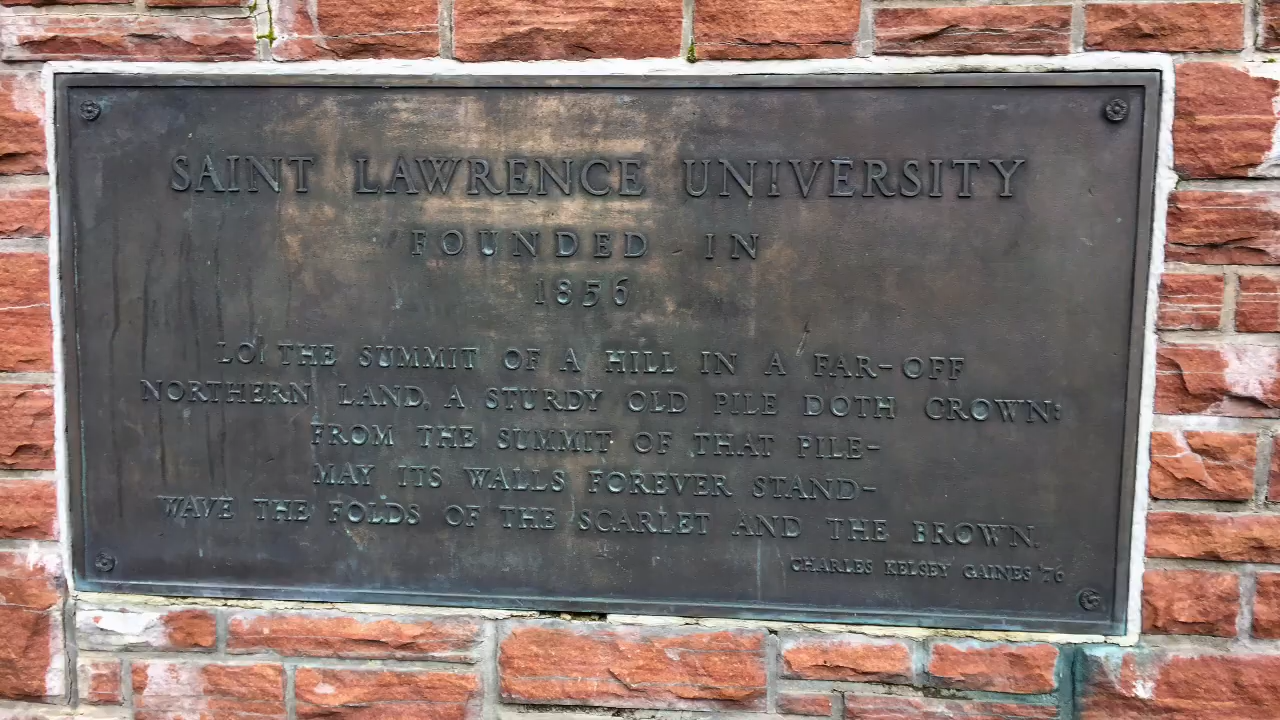 SAINT LAWRENCE UNIVERSITY
FOUNDED IN
1856
LO! THE SUMMIT OF A HILL IN A FAR-OFF
NORTHERN LAND, A STURDY OLD PILE DOTH CROWN:
FROM THE SUMMIT OF THAT PILE-
MAY ITS WALLS FOREVER STAND-
WAVE THE FOLDS OF THE SCARLET AND THE BROWN.
CHARLES KELSEY GAINES '76